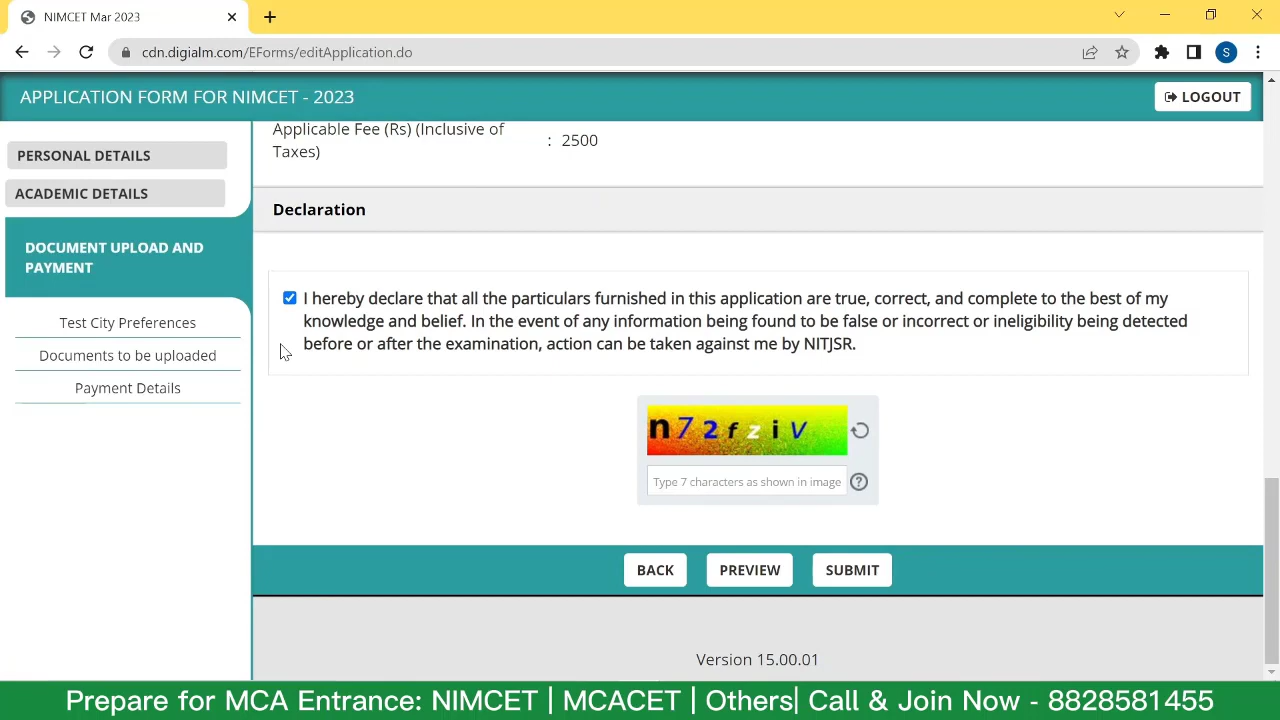 NIMCET Mar 2023
cdn.digialm.com/EForms/editApplication.do
S
APPLICATION FORM FOR NIMCET - 2023
LOGOUT
PERSONAL DETAILS
ACADEMIC DETAILS
DOCUMENT UPLOAD AND
PAYMENT
Test City Preferences
Documents to be uploaded
Payment Details
Applicable Fee (Rs) (Inclusive of
Taxes) : 2500
Declaration
I hereby declare that all the particulars furnished in this application are true, correct, and complete to the best of my
knowledge and belief. In the event of any information being found to be false or incorrect or ineligibility being detected
before or after the examination, action can be taken against me by NITJSR.
n72fziV
Type 7 characters as shown in image
BACK PREVIEW SUBMIT
Version 15.00.01
Prepare for MCA Entrance: NIMCET | MCACET | Others| Call & Join Now - 8828581455